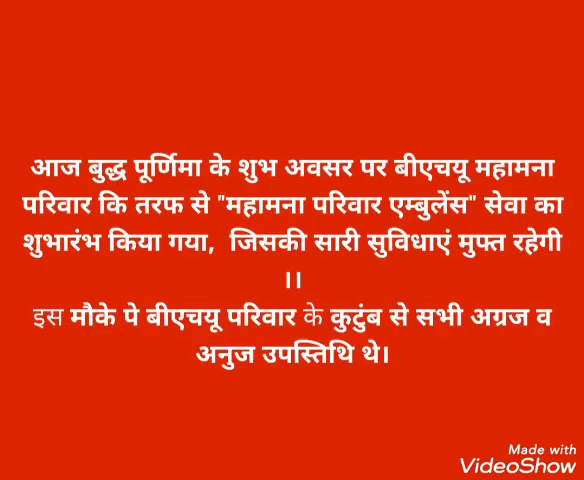 आज बुद्ध पूर्णिमा के शुभ अवसर पर बीएचयू महामना
परिवार कि तरफ से "महामना परिवार एम्बुलेंस" सेवा का
शुभारंभ किया गया, जिसकी सारी सुविधाएं मुफ्त रहेगी
।।
इस मौके पे बीएचयू परिवार के कुटुंब से सभी अग्रज व
अनुज उपस्तिथि थे।
Made with
VideoShow